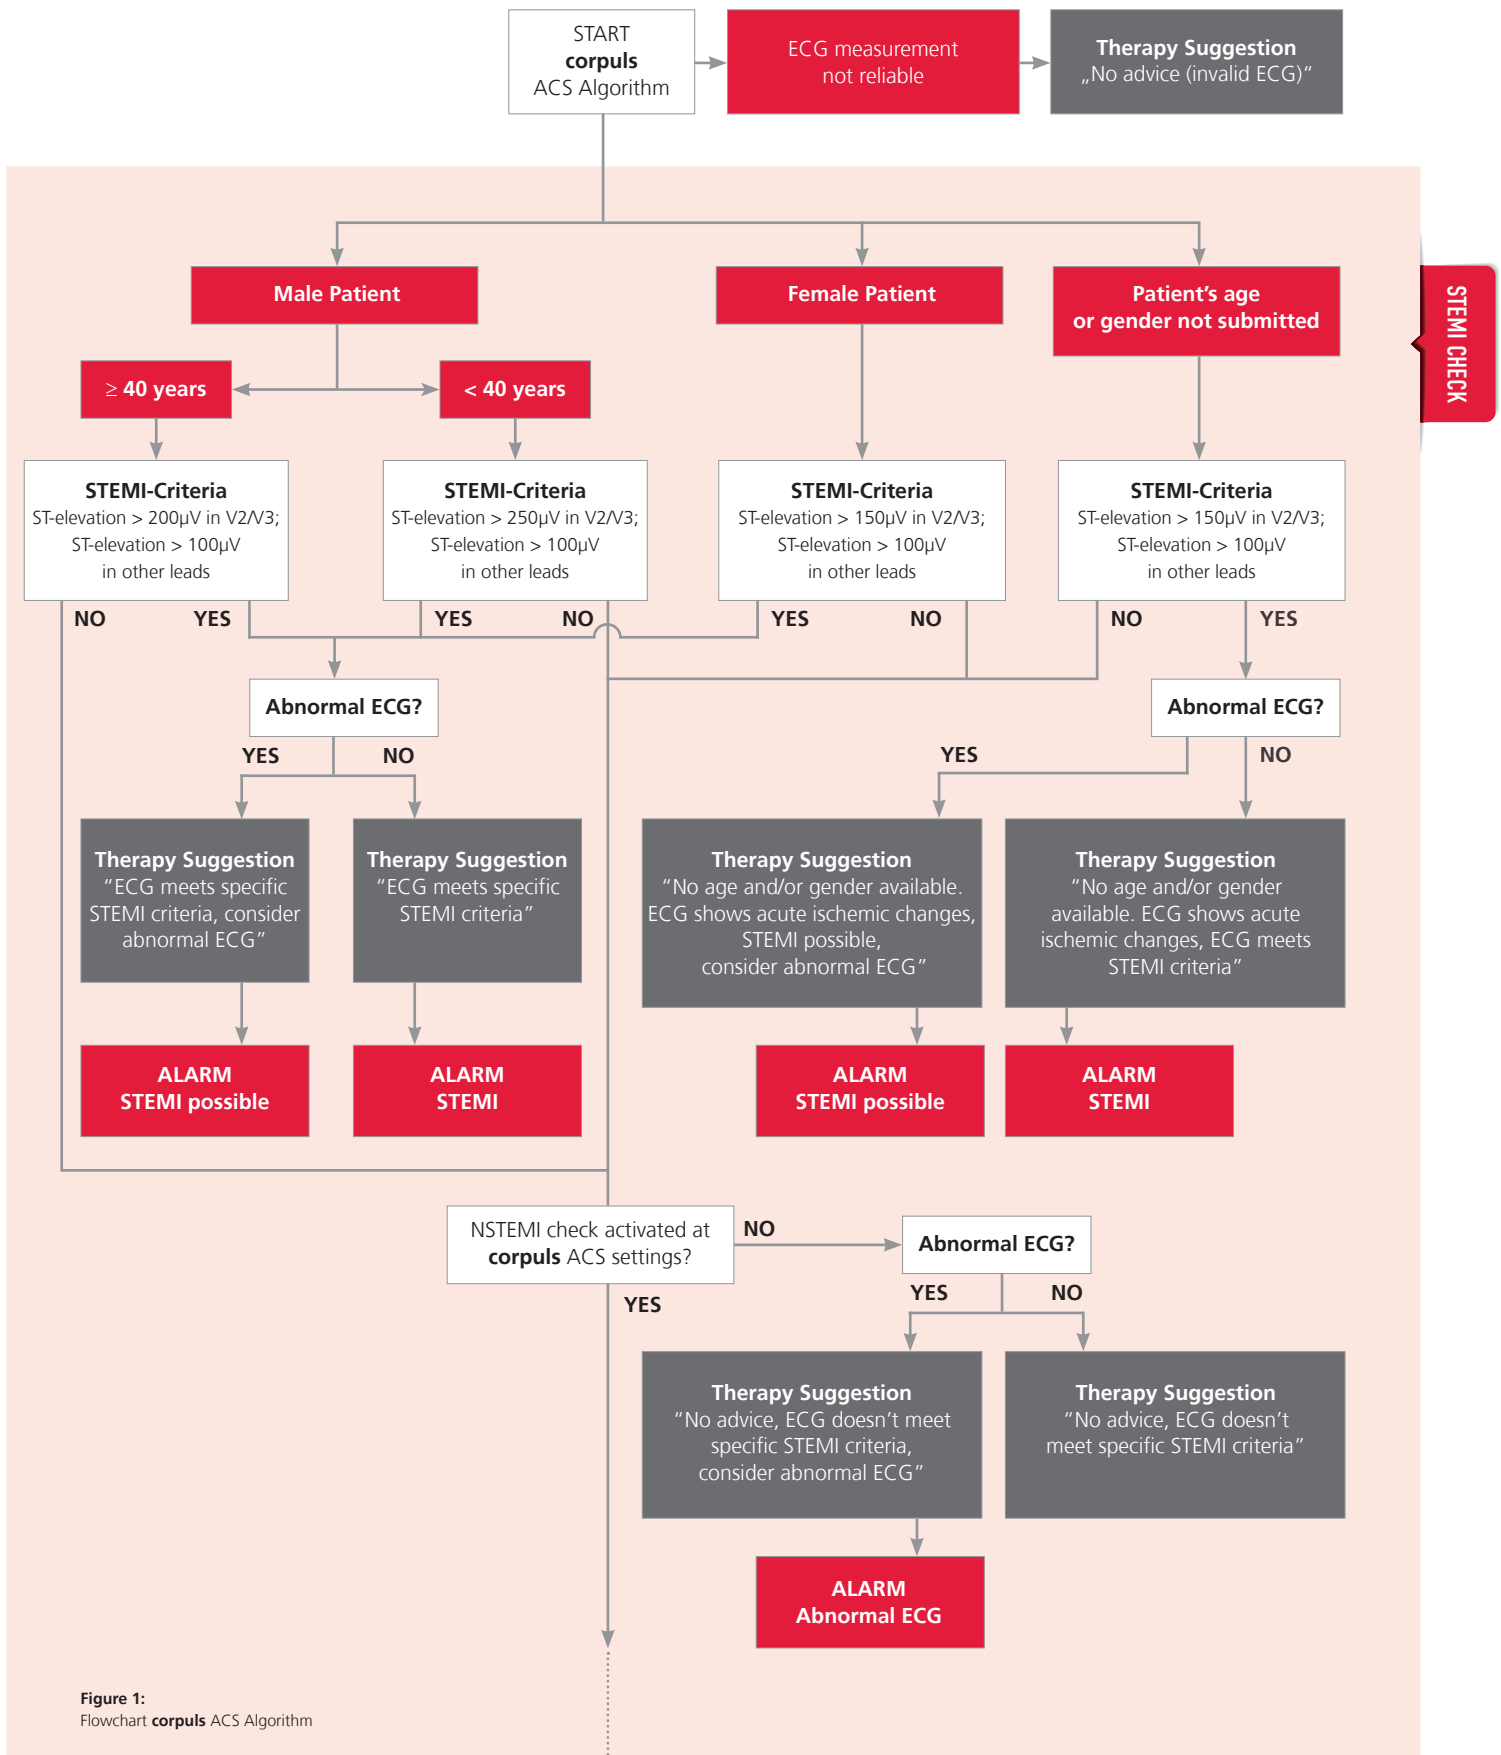 START
corpuls
ACS Algorithm
ECG measurement
not reliable
Therapy Suggestion
„No advice (invalid ECG)“
STEMI CHECK
Male Patient
Female Patient
Patient’s age
or gender not submitted
≥ 40 years
< 40 years
STEMI-Criteria
ST-elevation > 200µV in V2/V3;
ST-elevation > 100µV
in other leads
STEMI-Criteria
ST-elevation > 250µV in V2/V3;
ST-elevation > 100µV
in other leads
STEMI-Criteria
ST-elevation > 150µV in V2/V3;
ST-elevation > 100µV
in other leads
STEMI-Criteria
ST-elevation > 150µV in V2/V3;
ST-elevation > 100µV
in other leads
NO
YES
YES
NO
YES
NO
NO
YES
Abnormal ECG?
Abnormal ECG?
YES
NO
YES
NO
Therapy Suggestion
“ECG meets specific
STEMI criteria, consider
abnormal ECG”
Therapy Suggestion
“ECG meets specific
STEMI criteria”
Therapy Suggestion
“No age and/or gender available.
ECG shows acute ischemic changes,
STEMI possible,
consider abnormal ECG”
Therapy Suggestion
“No age and/or gender
available. ECG shows acute
ischemic changes, ECG meets
STEMI criteria”
ALARM
STEMI possible
ALARM
STEMI
ALARM
STEMI possible
ALARM
STEMI
NSTEMI check activated at
corpuls ACS settings?
NO
YES
Abnormal ECG?
YES
NO
Therapy Suggestion
“No advice, ECG doesn’t meet
specific STEMI criteria,
consider abnormal ECG”
Therapy Suggestion
“No advice, ECG doesn’t
meet specific STEMI criteria”
ALARM
Abnormal ECG
Figure 1:
Flowchart corpuls ACS Algorithm